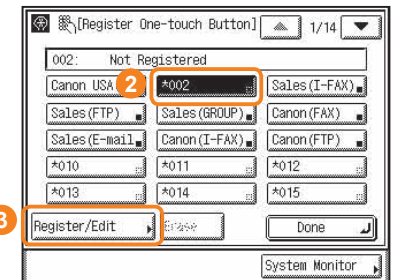 [Register One-touch Button] 1/14
002: Not Registered
Canon USA 2 *002 Sales(I-FAX)
Sales(FTP) Sales(GROUP) Canon(FAX)
Sales(E-mail Canon(I-FAX) Canon(FTP)
*010 *011 *012
*013 *014 *015
3 Register/Edit Erase Done
System Monitor